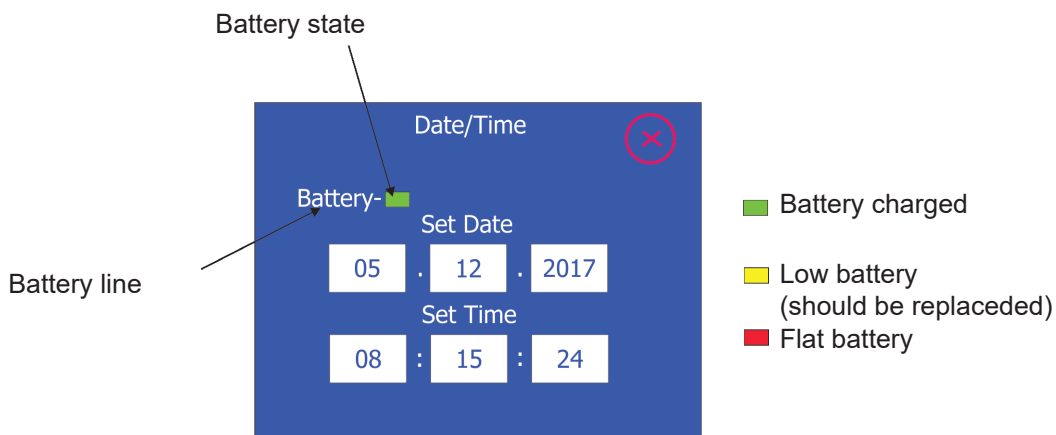 Battery state
Date/Time
Battery-
Set Date
05 . 12 . 2017
Set Time
08 : 15 : 24
Battery line
Battery charged
Low battery
(should be replaceded)
Flat battery